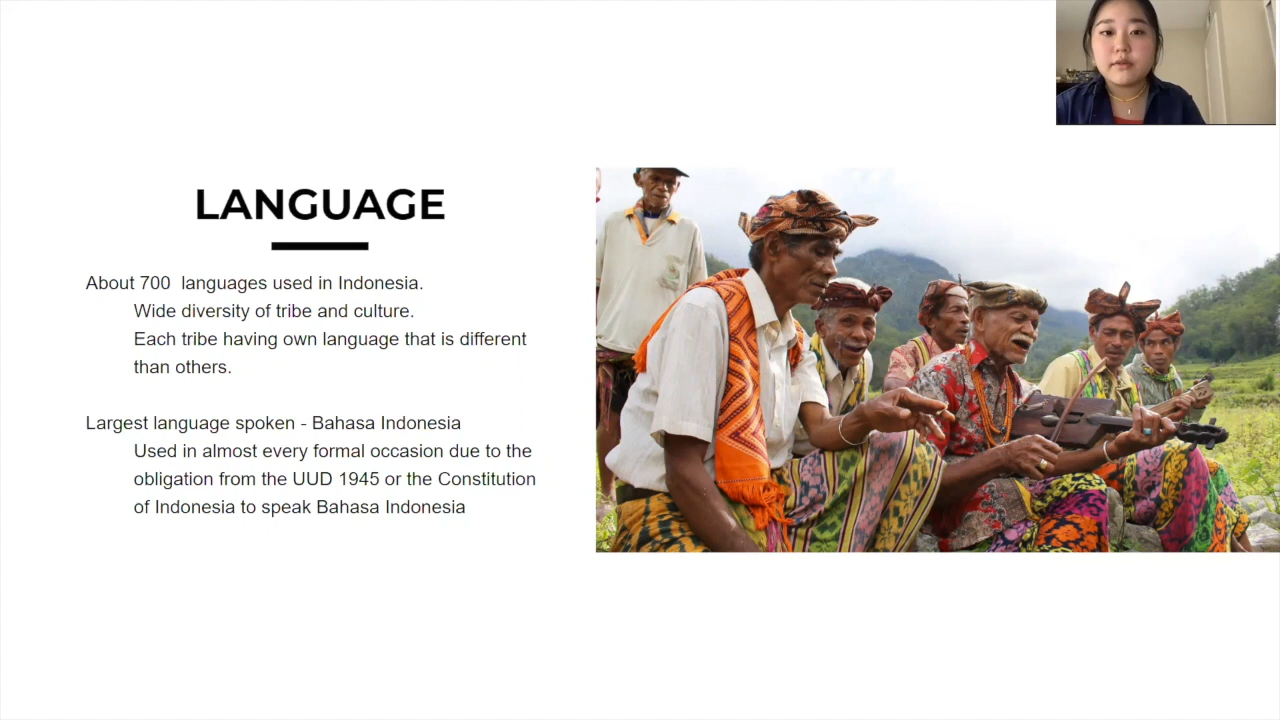 LANGUAGE
About 700  languages used in Indonesia.
Wide diversity of tribe and culture.
Each tribe having own language that is different
than others.
Largest language spoken - Bahasa Indonesia
Used in almost every formal occasion due to the
obligation from the UUD 1945 or the Constitution
of Indonesia to speak Bahasa Indonesia